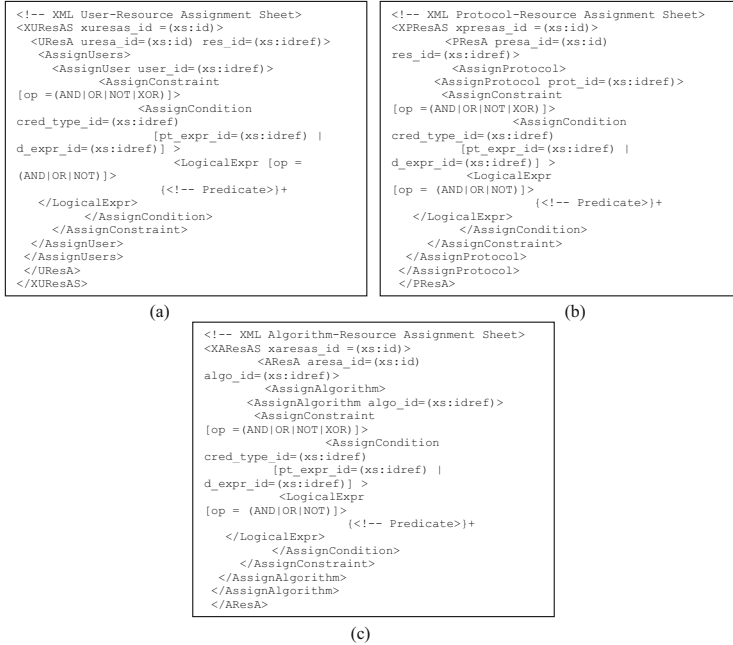 <!-- XML User-Resource Assignment Sheet>
<XUResAS xuresas_id =(xs:id)>
<UResA uresa_id=(xs:id) res_id=(xs:idref)>
<AssignUsers>
<AssignUser user_id=(xs:idref)>
<AssignConstraint
[op =(AND|OR|NOT|XOR)]>
<AssignCondition
cred_type_id=(xs:idref)
[pt_expr_id=(xs:idref) |
d_expr_id=(xs:idref)] >
<LogicalExpr [op =
(AND|OR|NOT)]>
{<!-- Predicate>}+
</LogicalExpr>
</AssignCondition>
</AssignConstraint>
</AssignUser>
</AssignUsers>
</UResA>
</XUResAS>
(a)
<!-- XML Protocol-Resource Assignment Sheet>
<XPResAS xpresas_id =(xs:id)>
<PResA presa_id=(xs:id)
res_id=(xs:idref)>
<AssignProtocol>
<AssignProtocol prot_id=(xs:idref)>
<AssignConstraint
[op =(AND|OR|NOT|XOR)]>
<AssignCondition
cred_type_id=(xs:idref)
[pt_expr_id=(xs:idref) |
d_expr_id=(xs:idref)] >
<LogicalExpr
[op = (AND|OR|NOT)]>
{<!-- Predicate>}+
</LogicalExpr>
</AssignCondition>
</AssignConstraint>
</AssignProtocol>
</AssignProtocol>
</PResA>
(b)
<!-- XML Algorithm-Resource Assignment Sheet>
<XAResAS xaresas_id =(xs:id)>
<AResA aresa_id=(xs:id)
algo_id=(xs:idref)>
<AssignAlgorithm>
<AssignAlgorithm algo_id=(xs:idref)>
<AssignConstraint
[op =(AND|OR|NOT|XOR)]>
<AssignCondition
cred_type_id=(xs:idref)
[pt_expr_id=(xs:idref) |
d_expr_id=(xs:idref)] >
<LogicalExpr
[op = (AND|OR|NOT)]>
{<!-- Predicate>}+
</LogicalExpr>
</AssignCondition>
</AssignConstraint>
</AssignAlgorithm>
</AssignAlgorithm>
</AResA>
(c)